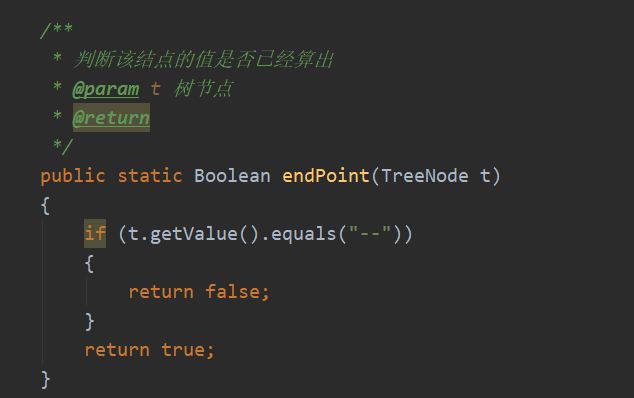 /**
 * 判断该结点的值是否已经算出
 * @param t 树节点
 * @return
 */
public static Boolean endPoint(TreeNode t)
{
    if (t.getValue().equals("--"))
    {
        return false;
    }
    return true;
}